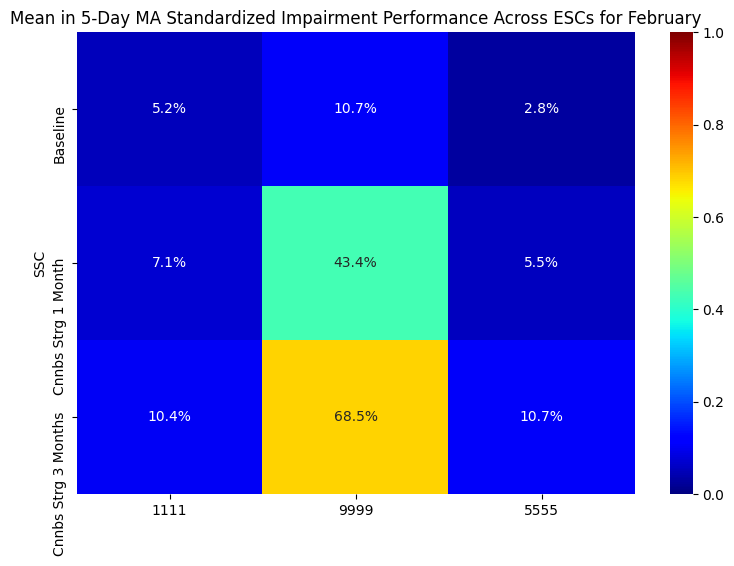 Mean in 5-Day MA Standardized Impairment Performance Across ESCs for February
SSC
Baseline
5.2% 10.7% 2.8%
Cnnbs Strg 1 Month
7.1% 43.4% 5.5%
Cnnbs Strg 3 Months
10.4% 68.5% 10.7%
1111 9999 5555
1.0
0.8
0.6
0.4
0.2
0.0